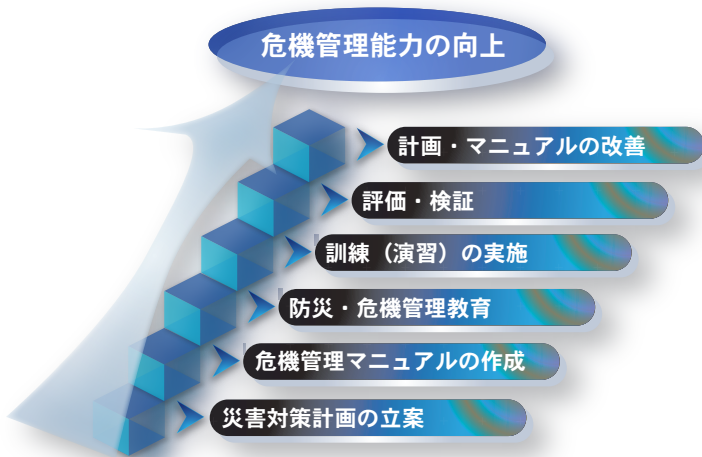 危機管理能力の向上
計画・マニュアルの改善
評価・検証
訓練（演習）の実施
防災・危機管理教育
危機管理マニュアルの作成
災害対策計画の立案